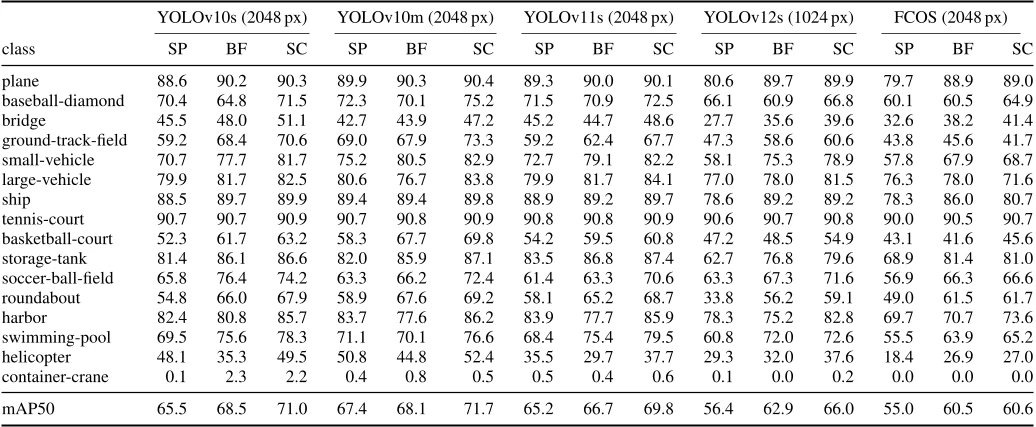 YOLOv10s (2048 px) YOLOv10m (2048 px) YOLOv11s (2048 px) YOLOv12s (1024 px) FCOS (2048 px)
class SP BF SC SP BF SC SP BF SC SP BF SC SP BF SC
plane 88.6 90.2 90.3 89.9 90.3 90.4 89.3 90.0 90.1 80.6 89.7 89.9 79.7 88.9 89.0
baseball-diamond 70.4 64.8 71.5 72.3 70.1 75.2 71.5 70.9 72.5 66.1 60.9 66.8 60.1 60.5 64.9
bridge 45.5 48.0 51.1 42.7 43.9 47.2 45.2 44.7 48.6 27.7 35.6 39.6 32.6 38.2 41.4
ground-track-field 59.2 68.4 70.6 69.0 67.9 73.3 59.2 62.4 67.7 47.3 58.6 60.6 43.8 45.6 41.7
small-vehicle 70.7 77.7 81.7 75.2 80.5 82.9 72.7 79.1 82.2 58.1 75.3 78.9 57.8 67.9 68.7
large-vehicle 79.9 81.7 82.5 80.6 76.7 83.8 79.9 81.7 84.1 77.0 78.0 81.5 76.3 78.0 71.6
ship 88.5 89.7 89.9 89.4 89.4 89.8 88.9 89.2 89.7 78.6 89.2 89.2 78.3 86.0 80.7
tennis-court 90.7 90.7 90.9 90.7 90.8 90.9 90.8 90.8 90.9 90.6 90.7 90.8 90.0 90.5 90.7
basketball-court 52.3 61.7 63.2 58.3 67.7 69.8 54.2 59.5 60.8 47.2 48.5 54.9 43.1 41.6 45.6
storage-tank 81.4 86.1 86.6 82.0 85.9 87.1 83.5 86.8 87.4 62.7 76.8 79.6 68.9 81.4 81.0
soccer-ball-field 65.8 76.4 74.2 63.3 66.2 72.4 61.4 63.3 70.6 63.3 67.3 71.6 56.9 66.3 66.6
roundabout 54.8 66.0 67.9 58.9 67.6 69.2 58.1 65.2 68.7 33.8 56.2 59.1 49.0 61.5 61.7
harbor 82.4 80.8 85.7 83.7 77.6 86.2 83.9 77.7 85.9 78.3 75.2 82.8 69.7 70.7 73.6
swimming-pool 69.5 75.6 78.3 71.1 70.1 76.6 68.4 75.4 79.5 60.8 72.0 72.6 55.5 63.9 65.2
helicopter 48.1 35.3 49.5 50.8 44.8 52.4 35.5 29.7 37.7 29.3 32.0 37.6 18.4 26.9 27.0
container-crane 0.1 2.3 2.2 0.4 0.8 0.5 0.5 0.4 0.6 0.1 0.0 0.2 0.0 0.0 0.0
mAP50 65.5 68.5 71.0 67.4 68.1 71.7 65.2 66.7 69.8 56.4 62.9 66.0 55.0 60.5 60.6